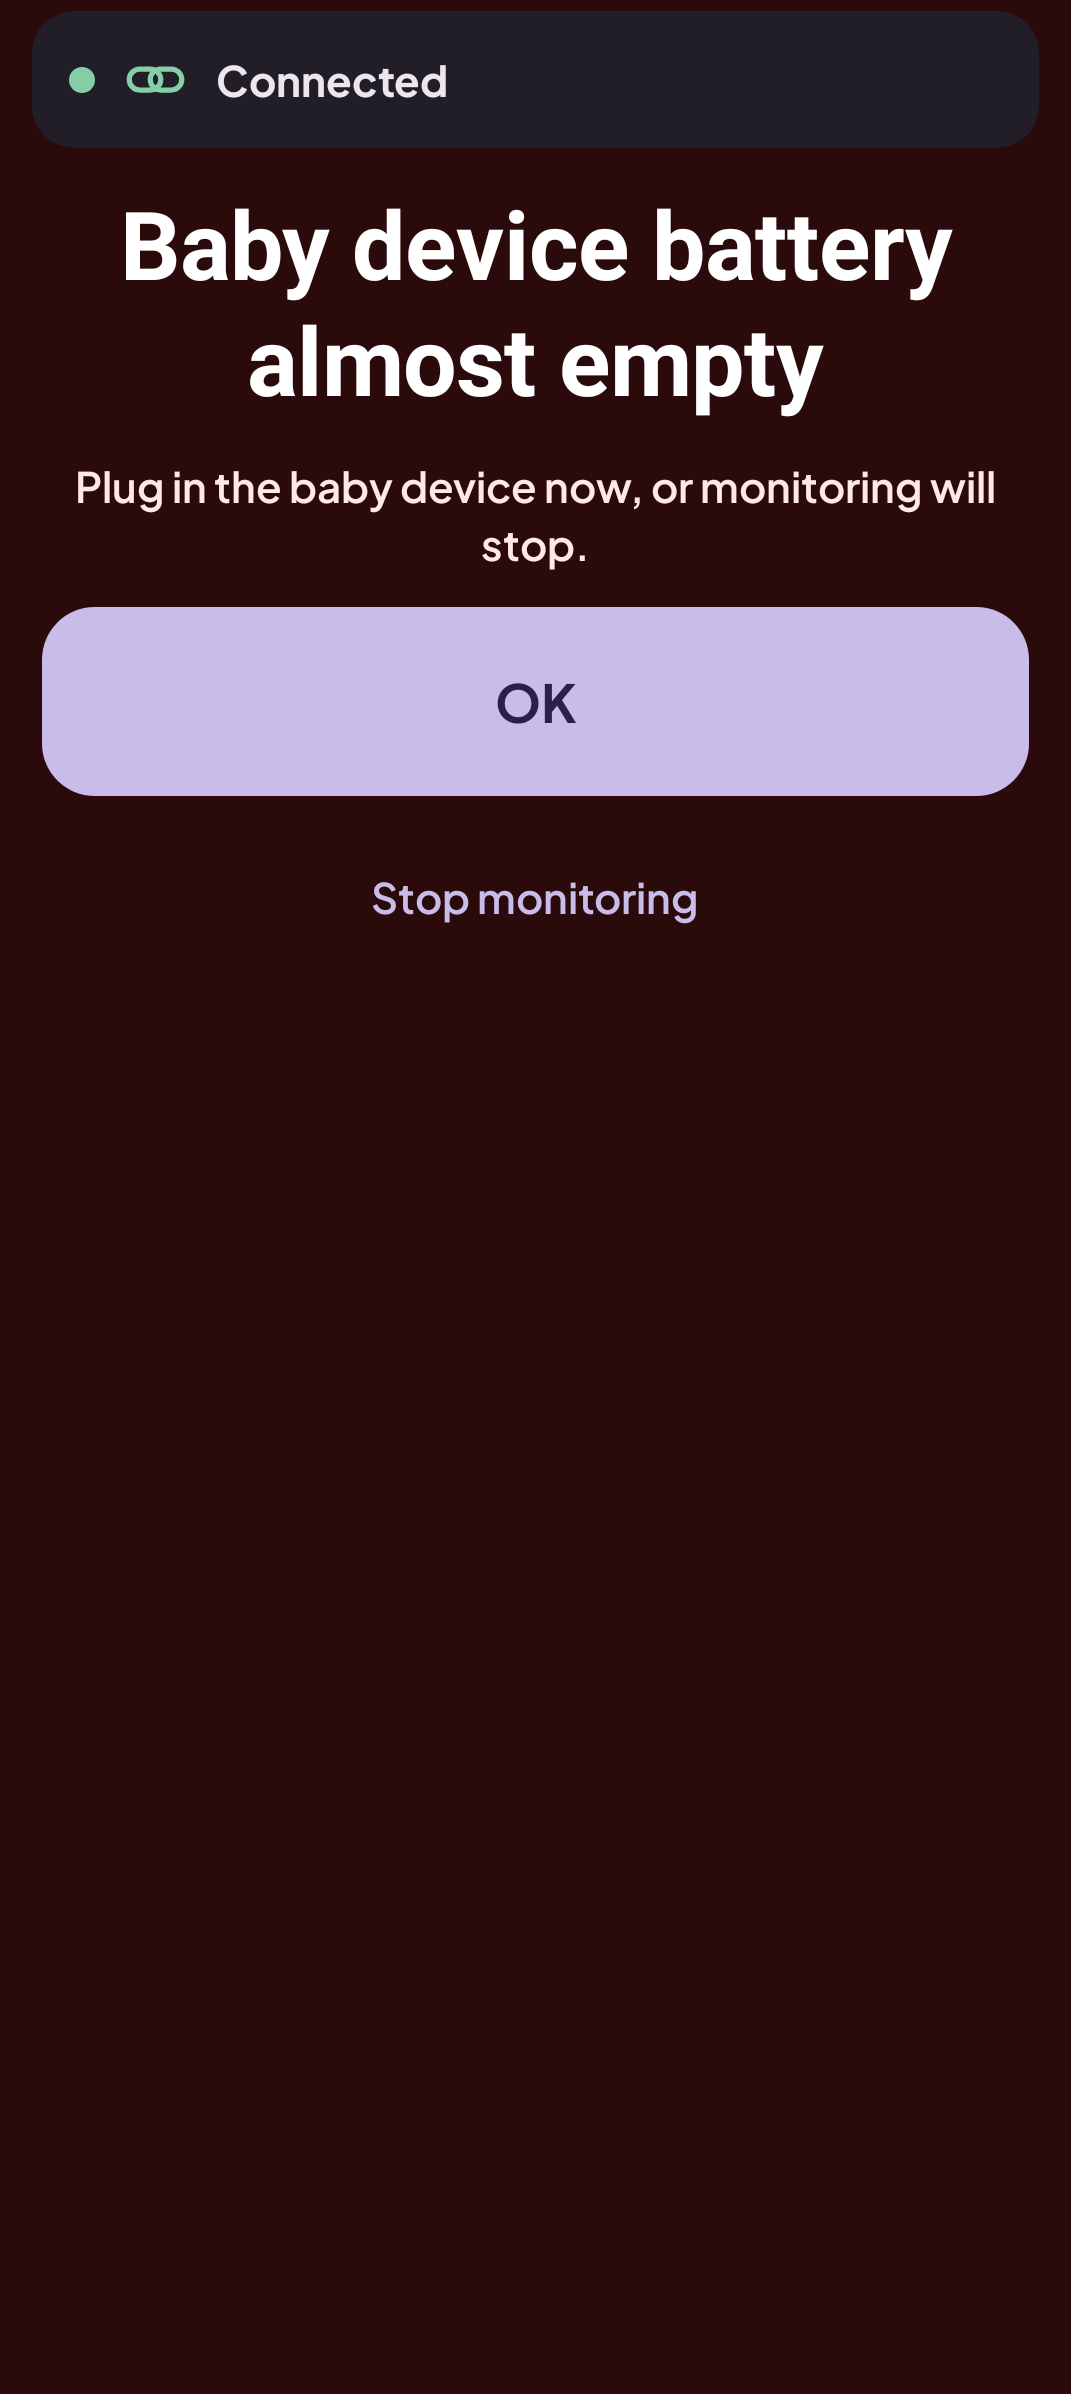 Connected
Baby device battery
almost empty
Plug in the baby device now, or monitoring will
stop.
OK
Stop monitoring